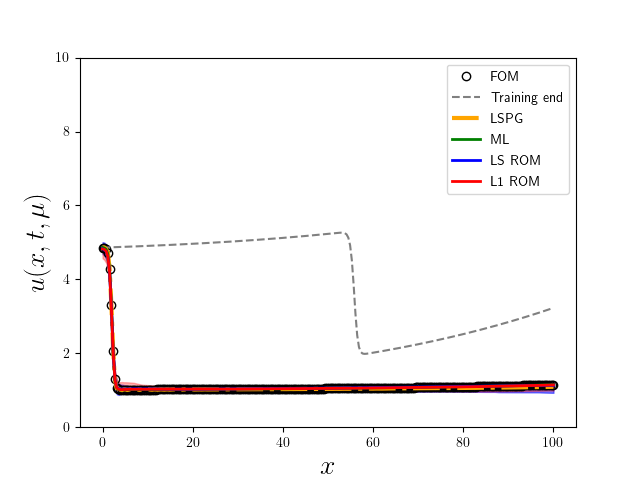 10
8
6
4
2
0
u(x, t, μ)
FOM
Training end
LSPG
ML
LS ROM
L1 ROM
0 20 40 60 80 100
x